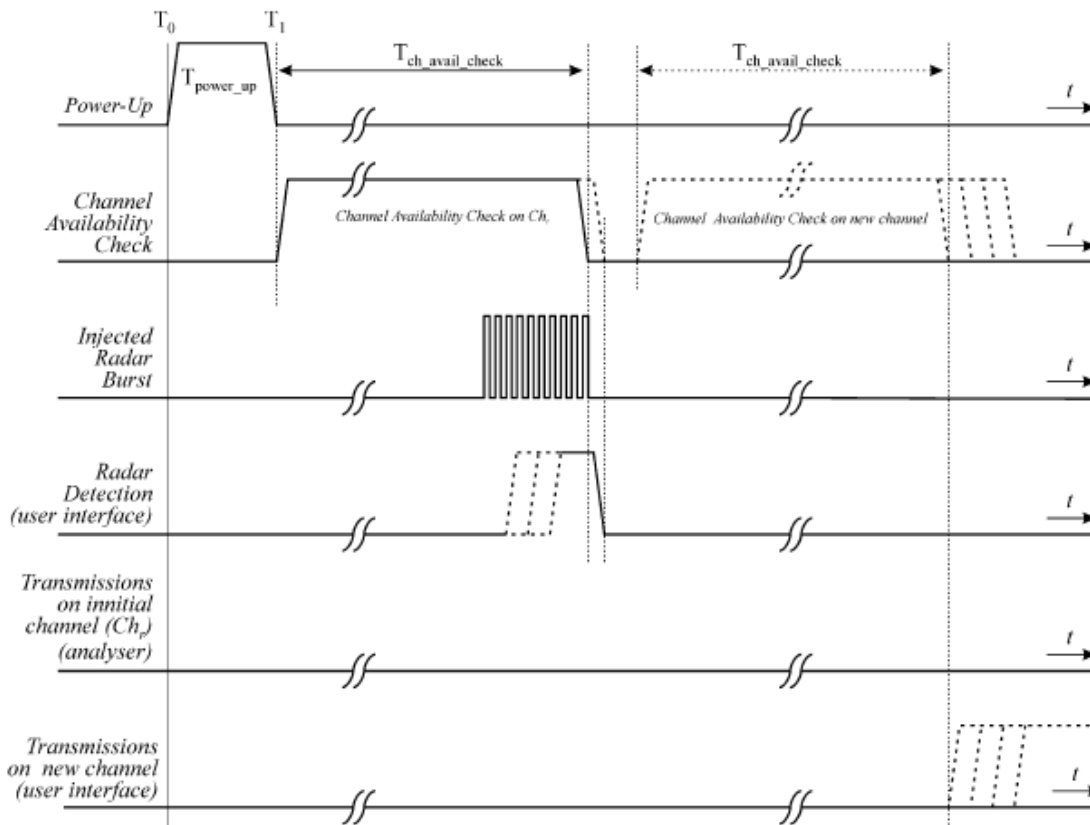 T0 T1
Tch_avail_check Tch_avail_check
Tpower_up
Power-Up
t
Channel
Availability
Check
Channel Availability Check on Chr
Channel Availability Check on new channel
t
Injected
Radar
Burst
t
Radar
Detection
(user interface)
t
Transmissions
on innitial
channel (Chr)
(analyser)
t
Transmissions
on new channel
(user interface)
t